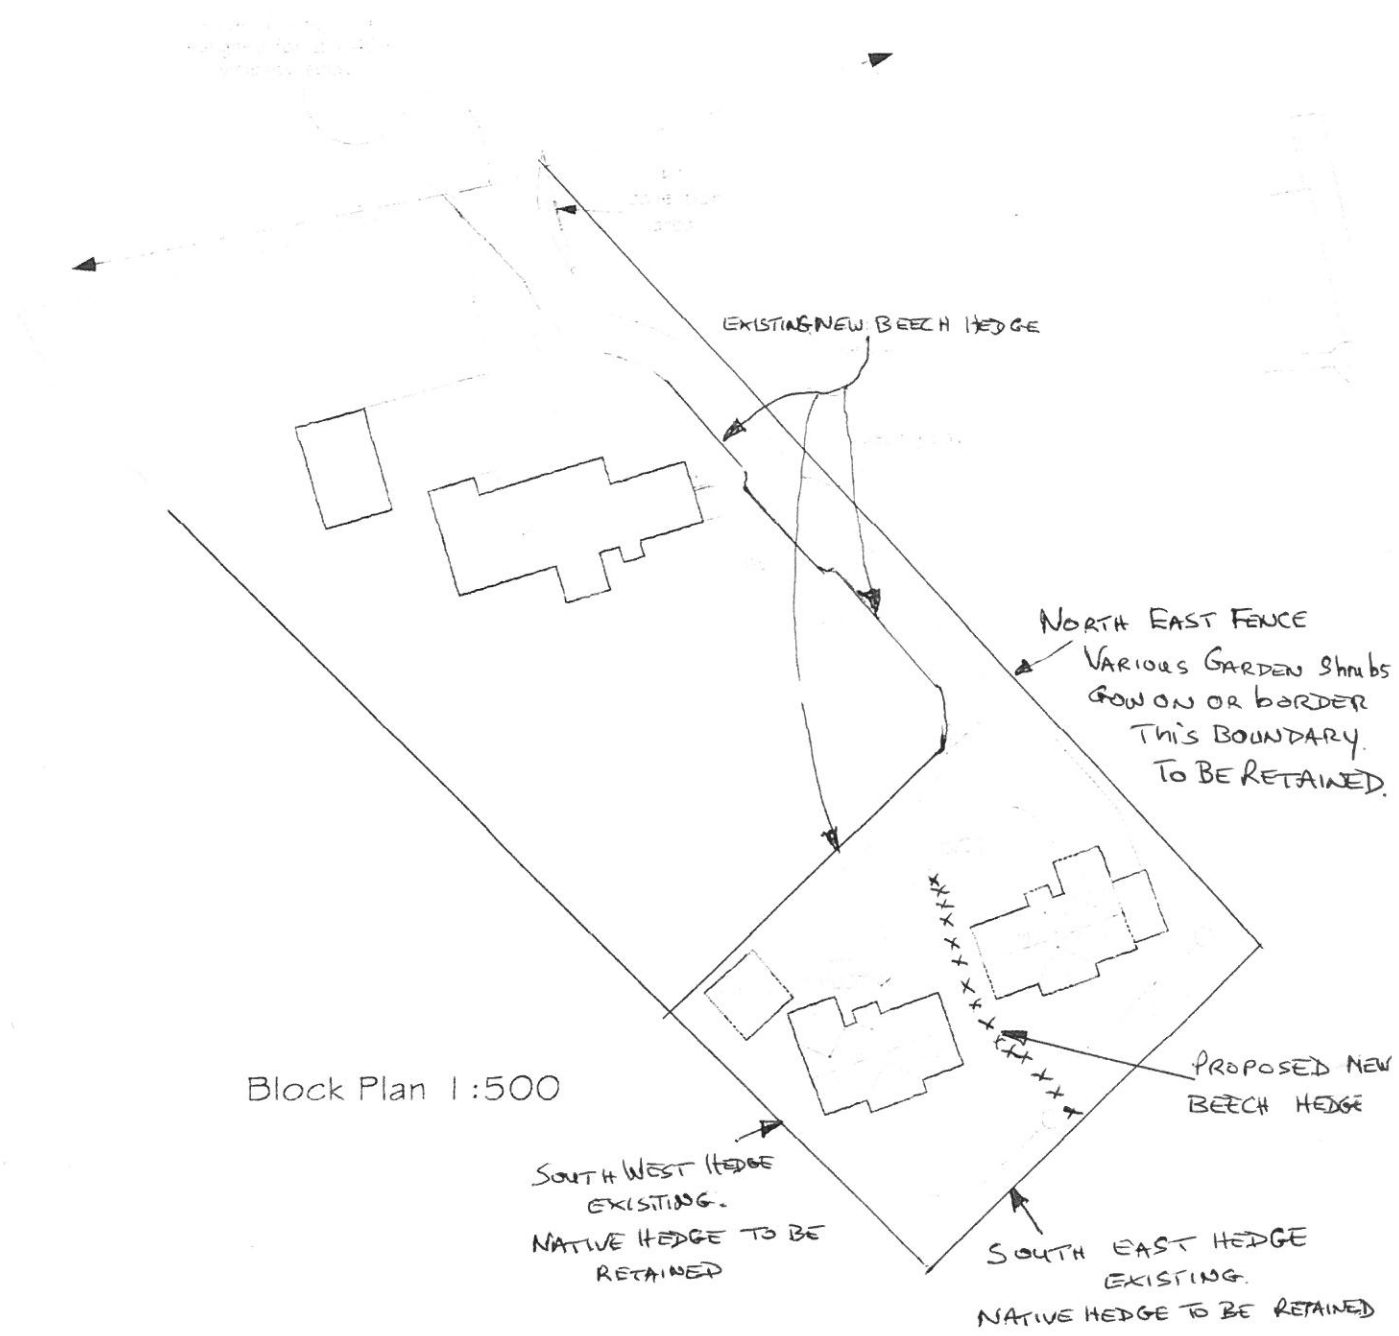 EXISTING NEW BEECH HEDGE
NORTH EAST FENCE
VARIOUS GARDEN Shrubs
GOW ON OR bORDER
ThiS BOUNDARY.
TO BE RETAINED.
PROPOSED NEW
BEECH HEDGE
Block Plan 1:500
SOUTH WEST HEDGE
EXISITING.
NATIVE HEDGE TO BE
RETAINED
SOUTH EAST HEDGE
EXISTING.
NATIVE HEDGE TO BE RETAINED